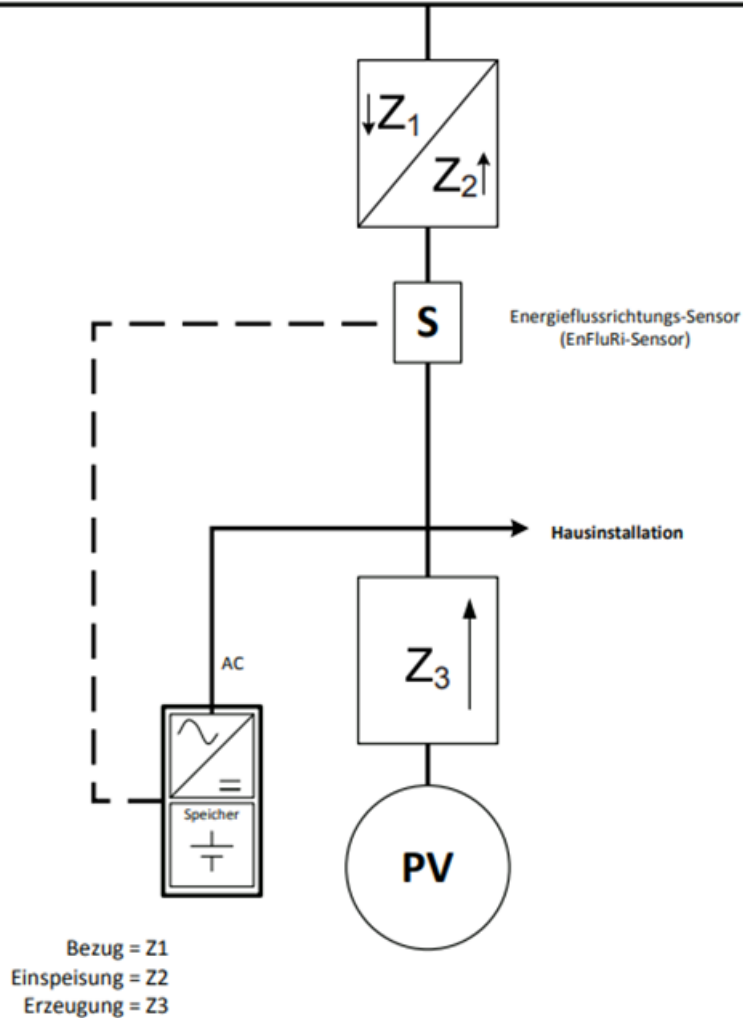 Z₁
Z₂
S
Energieflussrichtungs-Sensor
(EnFluRi-Sensor)
Hausinstallation
Z₃
AC
Speicher
PV
Bezug = Z1
Einspeisung = Z2
Erzeugung = Z3